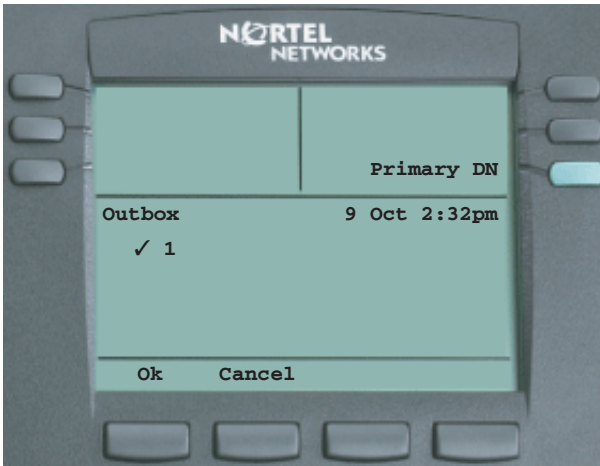 NORTEL
NETWORKS
Primary DN
Outbox 9 Oct 2:32pm
✓ 1
Ok Cancel